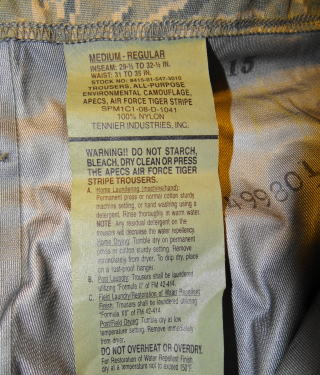 MEDIUM - REGULAR
INSEAM: 29-½ TO 32-½ IN.
WAIST: 31 TO 35 IN.
STOCK NO: 8415-01-547-3010
TROUSERS, ALL-PURPOSE
ENVIRONMENTAL CAMOUFLAGE,
APECS, AIR FORCE TIGER STRIPE
SPM1C1-08-D-1041
100% NYLON
TENNIER INDUSTRIES, INC.
15
WARNING!! DO NOT STARCH,
BLEACH, DRY CLEAN OR PRESS
THE APECS AIR FORCE TIGER
STRIPE TROUSERS.
A. Home Laundering (machine/hand):
Permanent press or normal cotton sturdy
machine setting, or hand washing using a
detergent. Rinse thoroughly in warm water.
NOTE: Any residual detergent on the
trousers will decrease the water repellency.
Home Drying: Tumble dry on permanent
press or cotton sturdy setting. Remove
immediately from dryer. To drip dry, place
on a rust-proof hanger.
B. Post Laundry: Trousers shall be laundered
utilizing "Formula II" of FM 42-414.
C. Field Laundry/Restoration of Water Repellent
Finish: Trousers shall be laundered utilizing
"Formula XII" of FM 42-414.
Post/Field Drying: Tumble dry at low
temperature setting. Remove immediately
from dryer.
DO NOT OVERHEAT OR OVERDRY.
For Restoration of Water Repellent Finish
dry at a temperature not to exceed 150°F.
499801